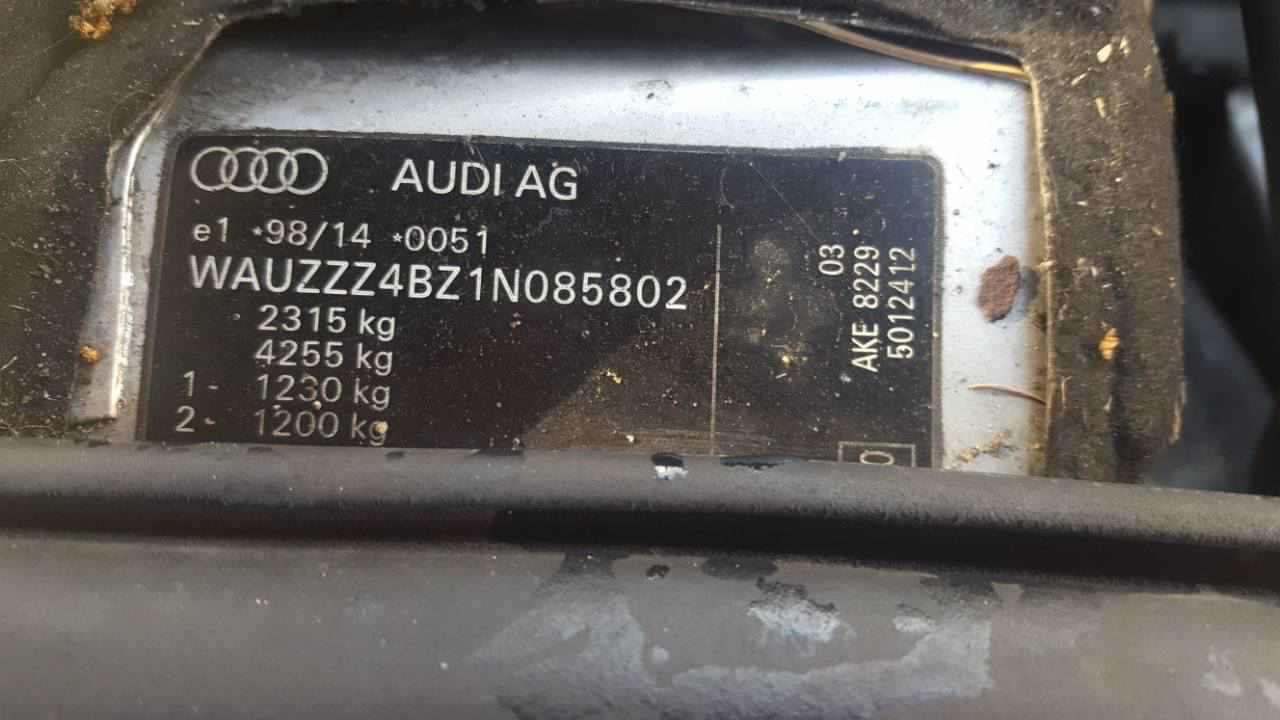 AUDI AG
e1 *98/14 *0051
WAUZZZ4BZ1N085802
2315 kg
4255 kg
1- 1230 kg
2- 1200 kg
03
AKE 8229
5012412
0